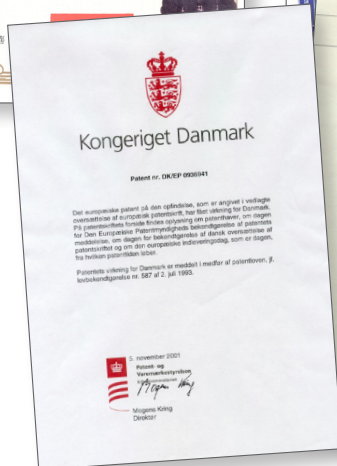 Kongeriget Danmark
Patent nr. DK/EP 0936941
Det europæiske patent på den opfindelse, som er angivet i vedlagte
oversættelse af europæisk patentskrift, har fået virkning for Danmark.
På patentskriftets forside findes oplysning om patenthaver, om dagen
for Den Europæiske Patentmyndigheds bekendtgørelse af patentets
meddelelse, om dagen for bekendtgørelse af dansk oversættelse af
patentskriftet og om den europæiske indleveringsdag, som er dagen,
fra hvilken patenttiden løber.
Patentets virkning for Danmark er meddelt i medfør af patentloven, jf.
lovbekendtgørelse nr. 587 af 2. juli 1993.
5. november 2001
Patent- og
Varemærkestyrelsen
Mogens Kring
Mogens Kring
Direktør